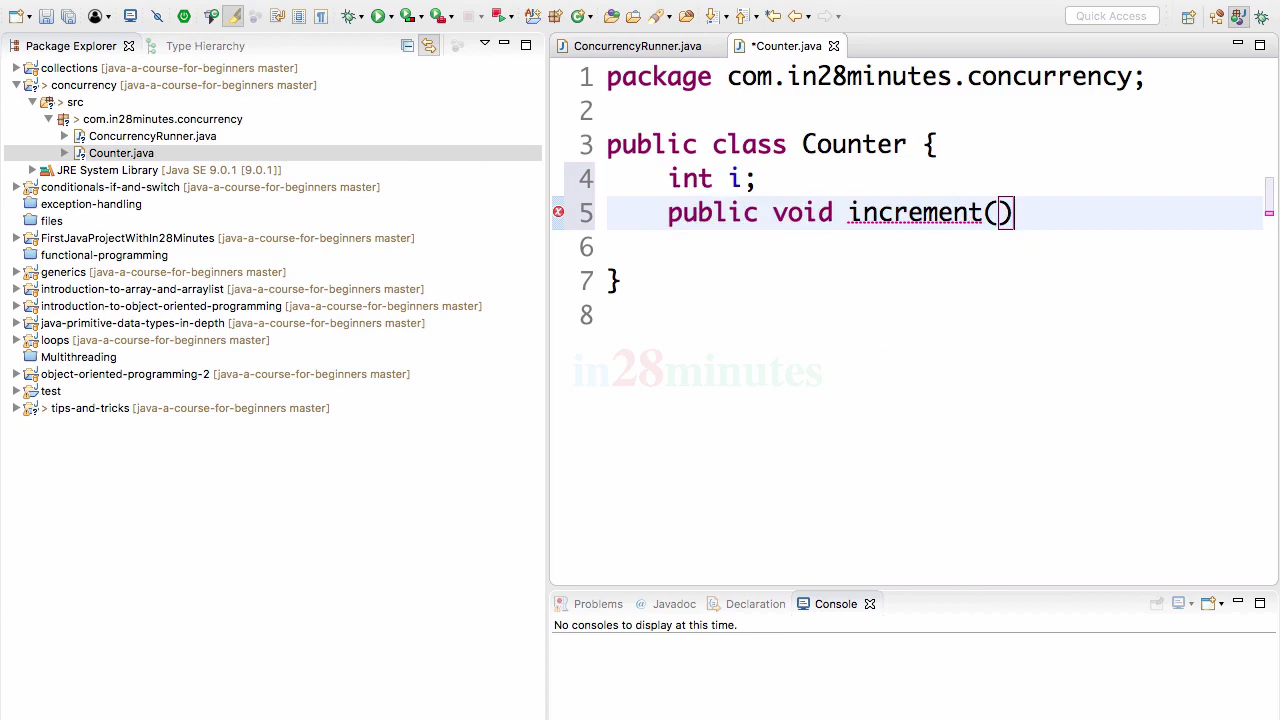 Quick Access
Package Explorer
Type Hierarchy
collections [java-a-course-for-beginners master]
> concurrency [java-a-course-for-beginners master]
> src
> com.in28minutes.concurrency
ConcurrencyRunner.java
Counter.java
JRE System Library [Java SE 9.0.1 [9.0.1]]
conditionals-if-and-switch [java-a-course-for-beginners master]
exception-handling
files
FirstJavaProjectWithIn28Minutes [java-a-course-for-beginners master]
functional-programming
generics [java-a-course-for-beginners master]
introduction-to-array-and-arraylist [java-a-course-for-beginners master]
introduction-to-object-oriented-programming [java-a-course-for-beginners master]
java-primitive-data-types-in-depth [java-a-course-for-beginners master]
loops [java-a-course-for-beginners master]
Multithreading
object-oriented-programming-2 [java-a-course-for-beginners master]
test
> tips-and-tricks [java-a-course-for-beginners master]
ConcurrencyRunner.java
*Counter.java
1 package com.in28minutes.concurrency;
2
3 public class Counter {
4 int i;
5 public void increment()
6
7 }
8
in28minutes
Problems
@ Javadoc
Declaration
Console
No consoles to display at this time.